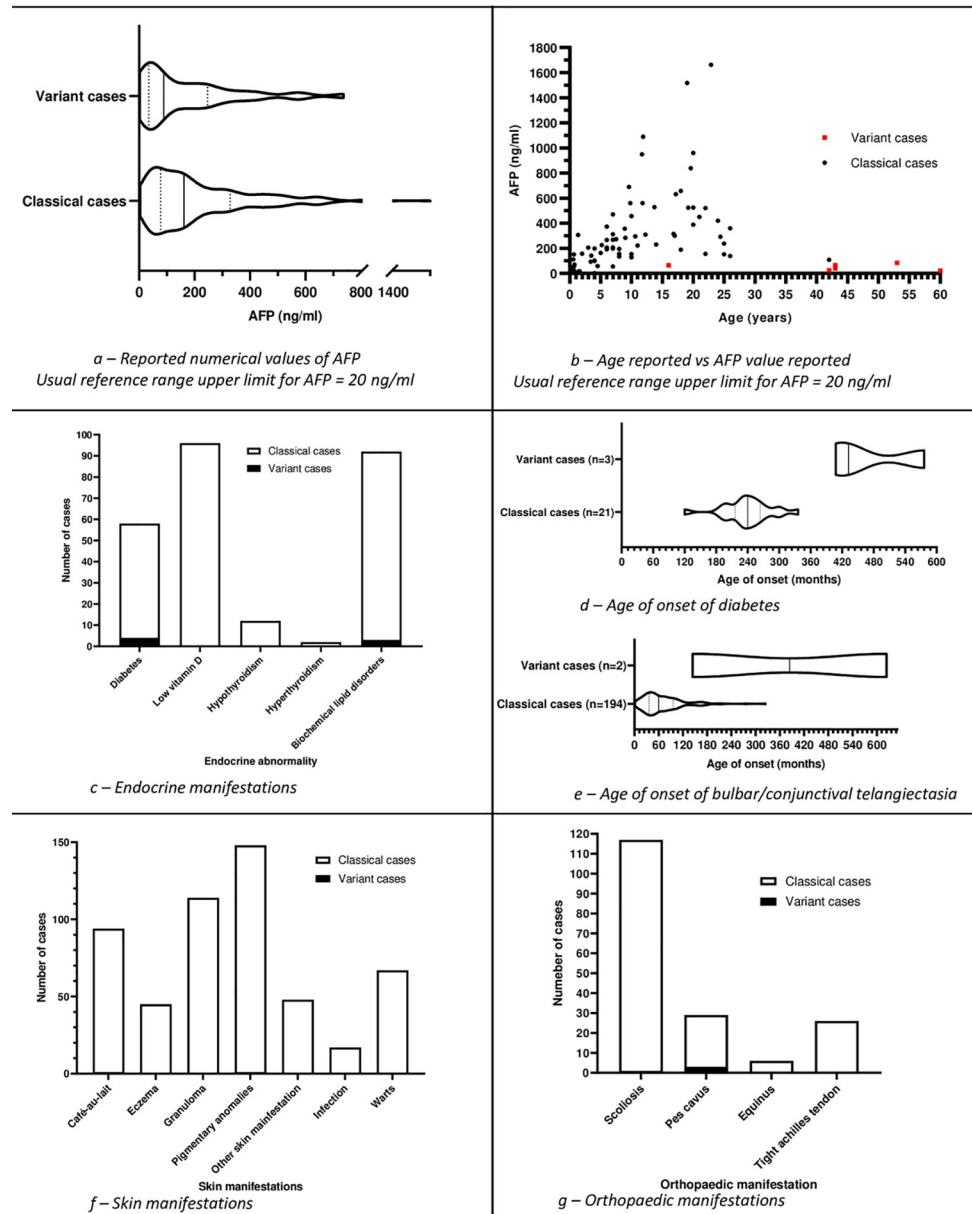 Variant cases
Classical cases
0 200 400 600 800 1400
AFP (ng/ml)
a – Reported numerical values of AFP
Usual reference range upper limit for AFP = 20 ng/ml
1800
1600
1400
1200
1000
800
600
400
200
0
AFP (ng/ml)
Variant cases
Classical cases
0 5 10 15 20 25 30 35 40 45 50 55 60
Age (years)
b – Age reported vs AFP value reported
Usual reference range upper limit for AFP = 20 ng/ml
100
90
80
70
60
50
40
30
20
10
0
Number of cases
Classical cases
Variant cases
Diabetes
Low vitamin D
Hypothyroidism
Hyperthyroidism
Biochemical lipid disorders
Endocrine abnormality
c – Endocrine manifestations
Variant cases (n=3)
Classical cases (n=21)
0 60 120 180 240 300 360 420 480 540 600
Age of onset (months)
d – Age of onset of diabetes
Variant cases (n=2)
Classical cases (n=194)
0 60 120 180 240 300 360 420 480 540 600
Age of onset (months)
e – Age of onset of bulbar/conjunctival telangiectasia
150
100
50
0
Number of cases
Classical cases
Variant cases
Café-au-lait
Eczema
Granuloma
Pigmentary anomalies
Other skin mainfestation
Infection
Warts
Skin manifestations
f – Skin manifestations
120
110
100
90
80
70
60
50
40
30
20
10
0
Numeber of cases
Classical cases
Variant cases
Scoliosis
Pes cavus
Equinus
Tight achilles tendon
Orthopaedic manifestation
g – Orthopaedic manifestations